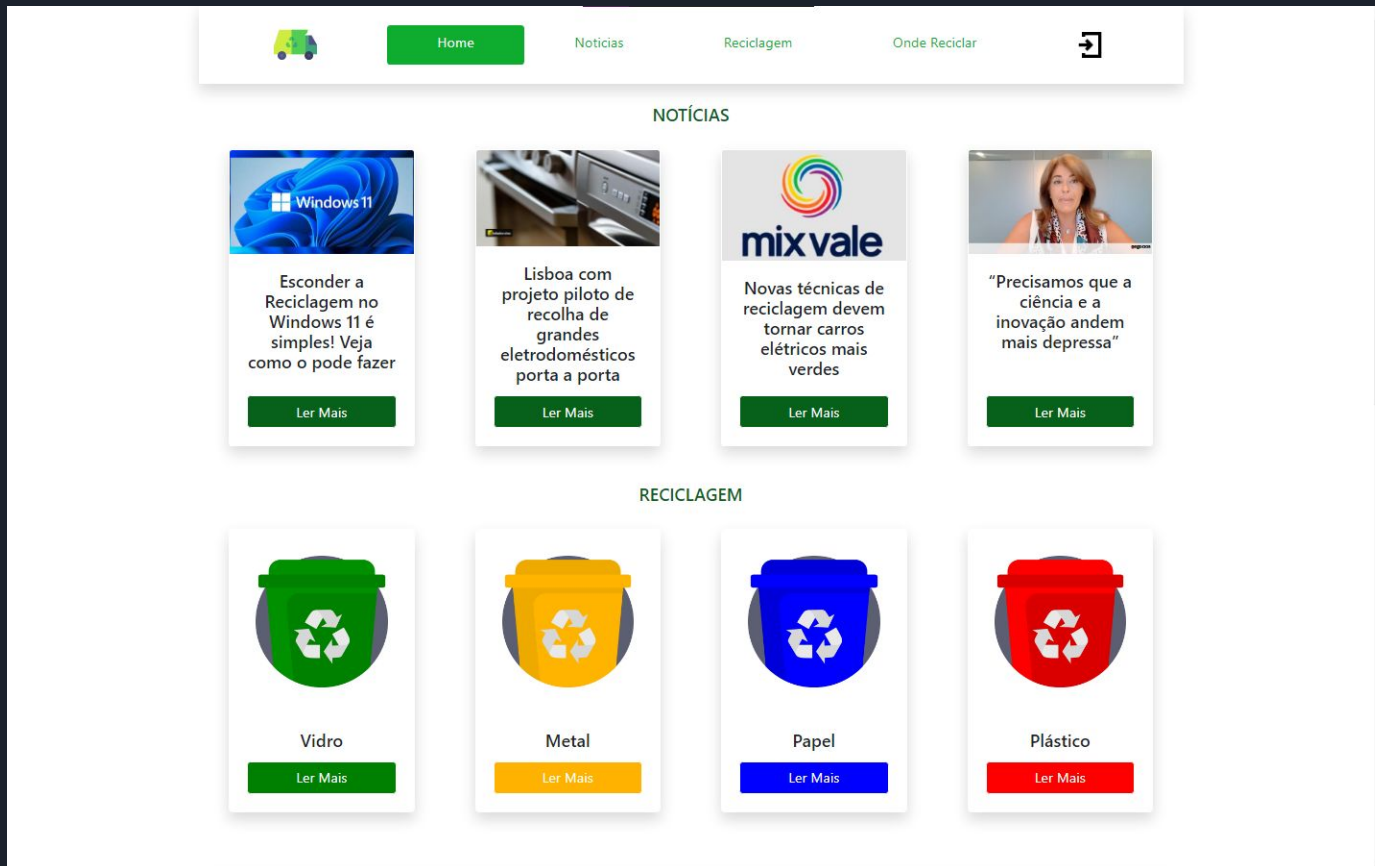 Home
Noticias
Reciclagem
Onde Reciclar
NOTÍCIAS
Windows 11
mixvale
Esconder a
Reciclagem no
Windows 11 é
simples! Veja
como o pode fazer
Ler Mais
Lisboa com
projeto piloto de
recolha de
grandes
eletrodomésticos
porta a porta
Ler Mais
Novas técnicas de
reciclagem devem
tornar carros
elétricos mais
verdes
Ler Mais
“Precisamos que a
ciência e a
inovação andem
mais depressa”
Ler Mais
RECICLAGEM
Vidro
Ler Mais
Metal
Ler Mais
Papel
Ler Mais
Plástico
Ler Mais